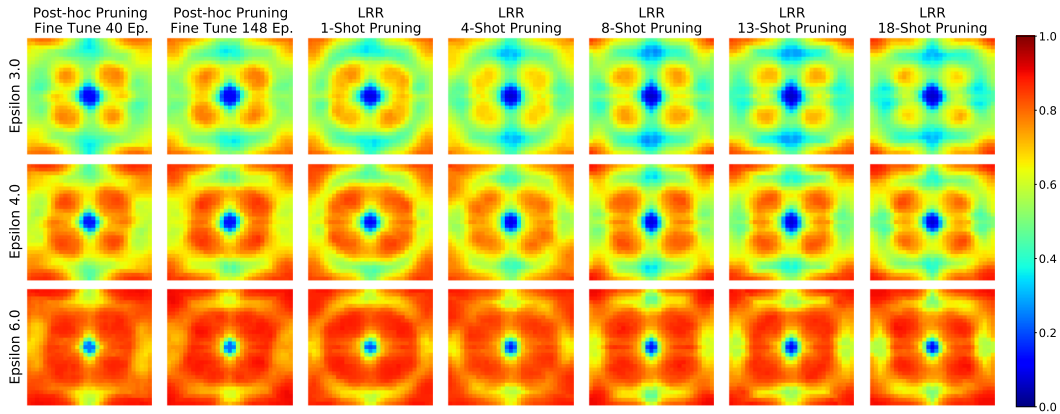 Post-hoc Pruning
Fine Tune 40 Ep.
Post-hoc Pruning
Fine Tune 148 Ep.
LRR
1-Shot Pruning
LRR
4-Shot Pruning
LRR
8-Shot Pruning
LRR
13-Shot Pruning
LRR
18-Shot Pruning
Epsilon 3.0
Epsilon 4.0
Epsilon 6.0
1.0
0.8
0.6
0.4
0.2
0.0